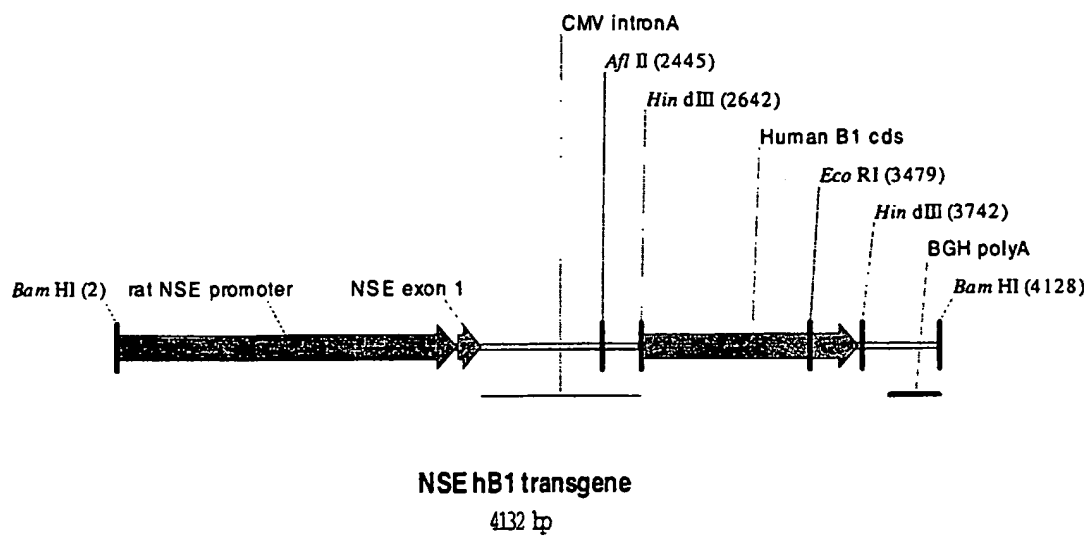 CMV intronA
Afl II (2445)
Hin dIII (2642)
Human B1 cds
Eco RI (3479)
Hin dIII (3742)
BGH polyA
Bam HI (2) rat NSE promoter NSE exon 1 Bam HI (4128)
NSE hB1 transgene
4132 bp